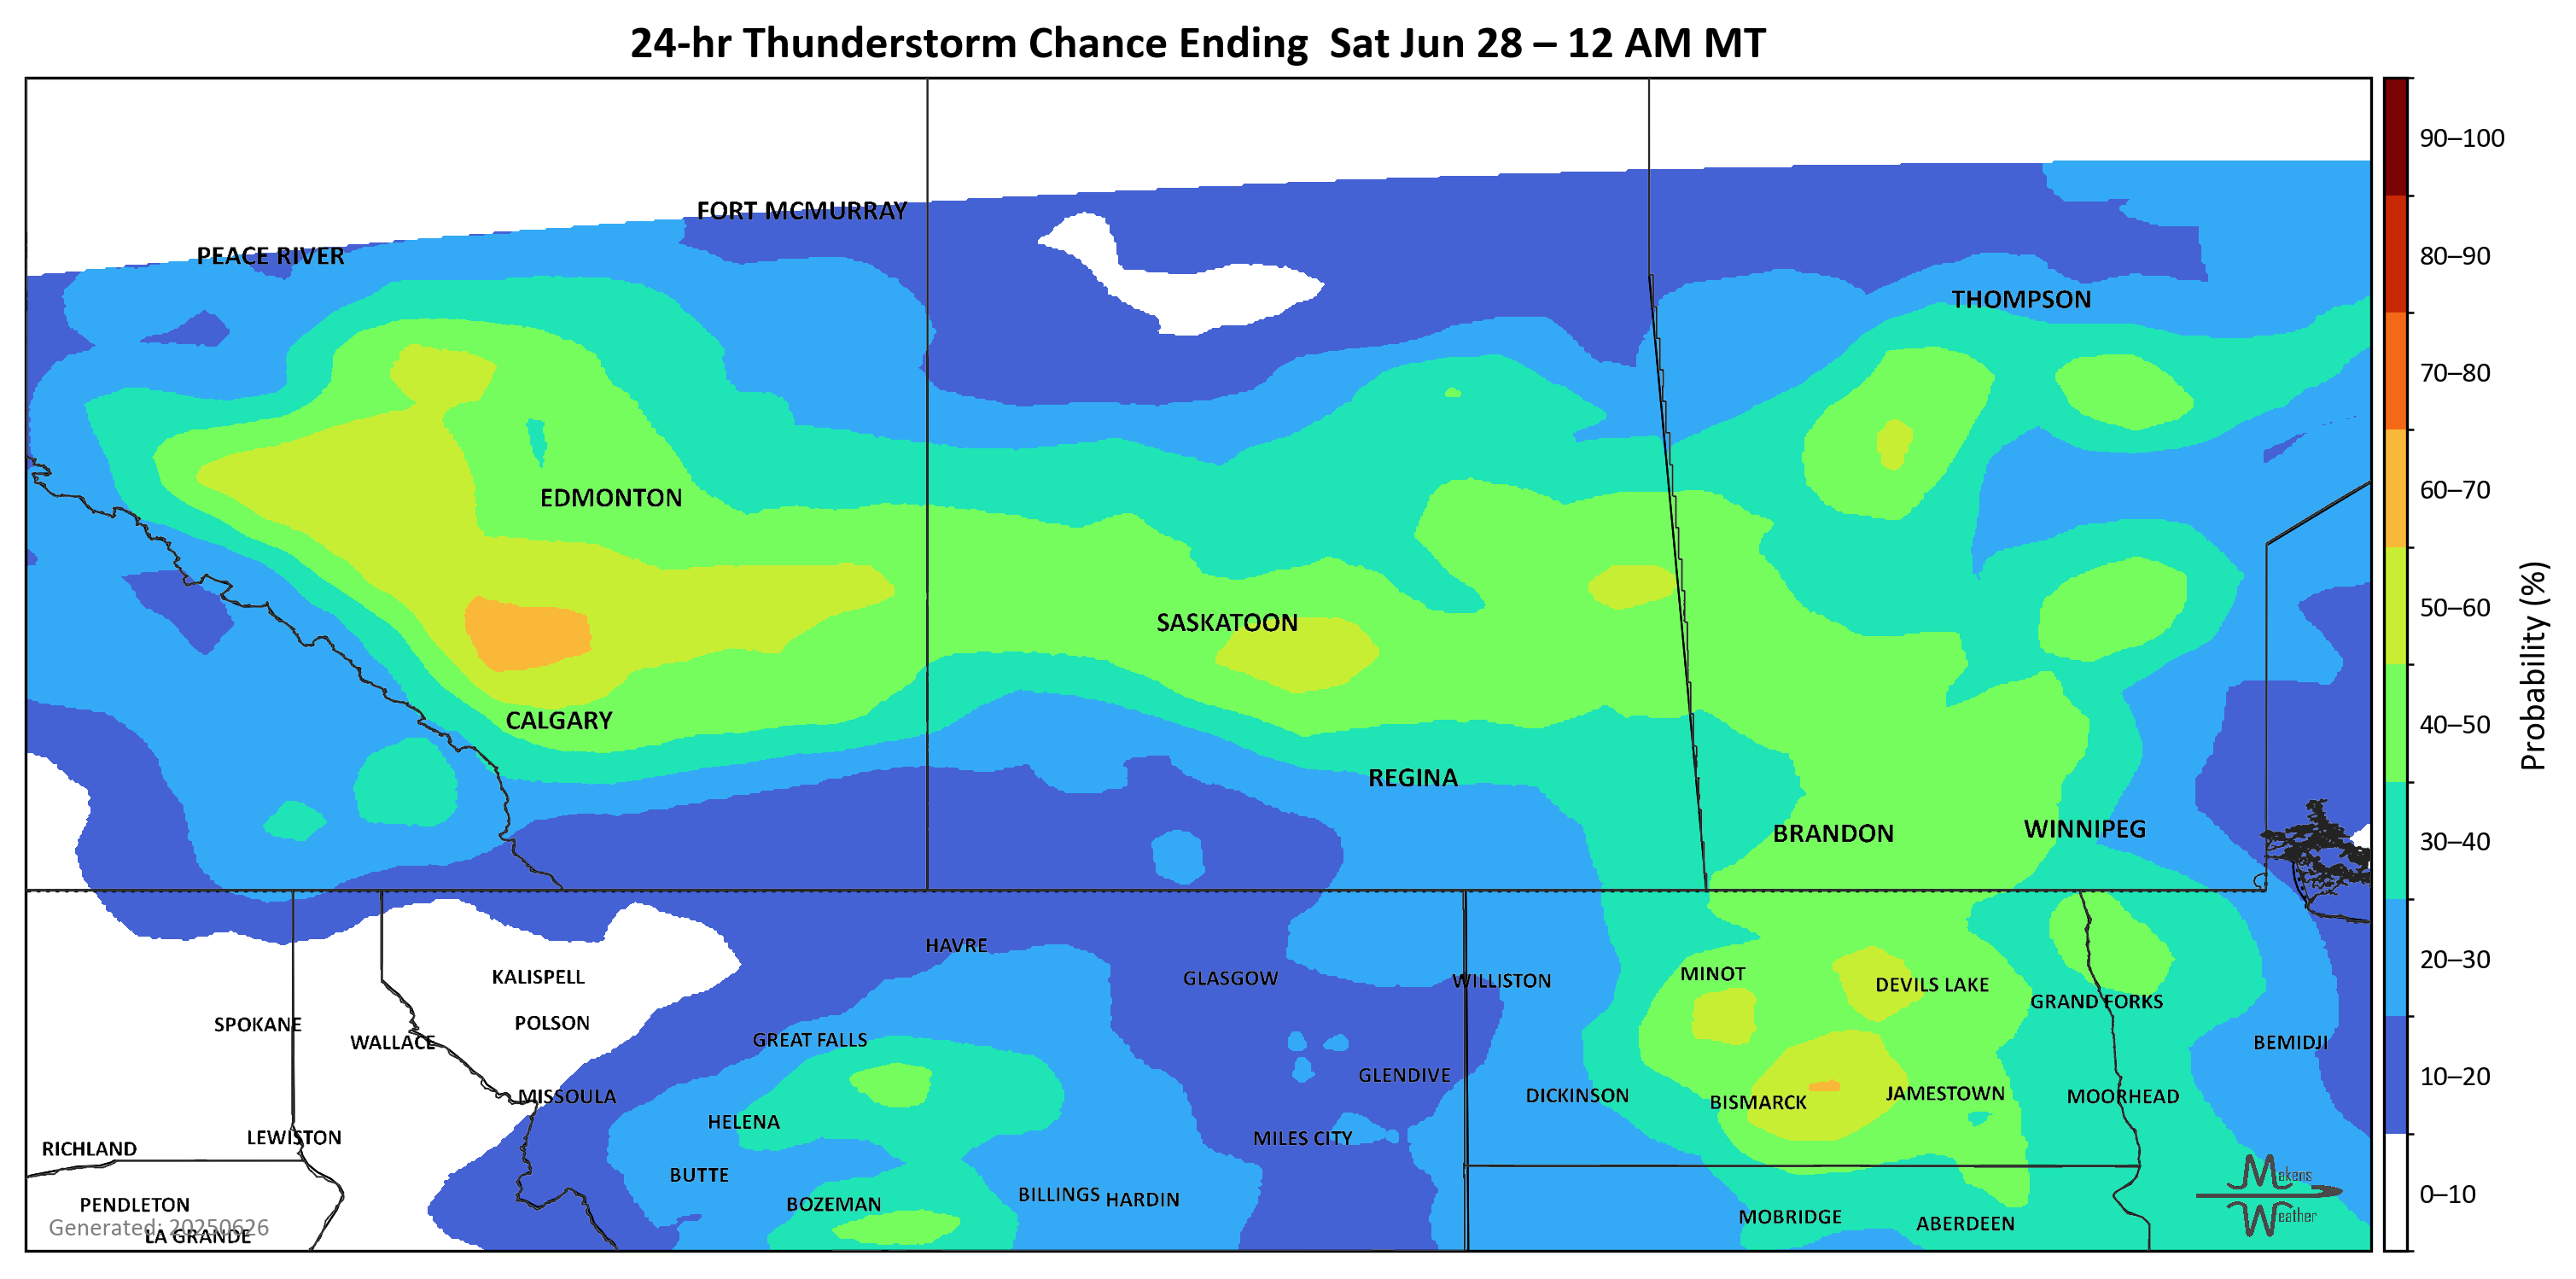 24-hr Thunderstorm Chance Ending  Sat Jun 28 – 12 AM MT
90–100
FORT MCMURRAY
PEACE RIVER
80–90
THOMPSON
70–80
60–70
EDMONTON
50–60
SASKATOON
Probability (%)
CALGARY
40–50
REGINA
BRANDON
WINNIPEG
30–40
HAVRE
20–30
KALISPELL
GLASGOW
WILLISTON
MINOT
DEVILS LAKE
GRAND FORKS
SPOKANE
POLSON
WALLACE
GREAT FALLS
BEMIDJI
GLENDIVE
10–20
MISSOULA
DICKINSON
BISMARCK
JAMESTOWN
MOORHEAD
HELENA
LEWISTON
MILES CITY
RICHLAND
BUTTE
Makens
Weather
0–10
BILLINGS
HARDIN
PENDLETON
BOZEMAN
MOBRIDGE
ABERDEEN
Generated: 20250626
LA GRANDE